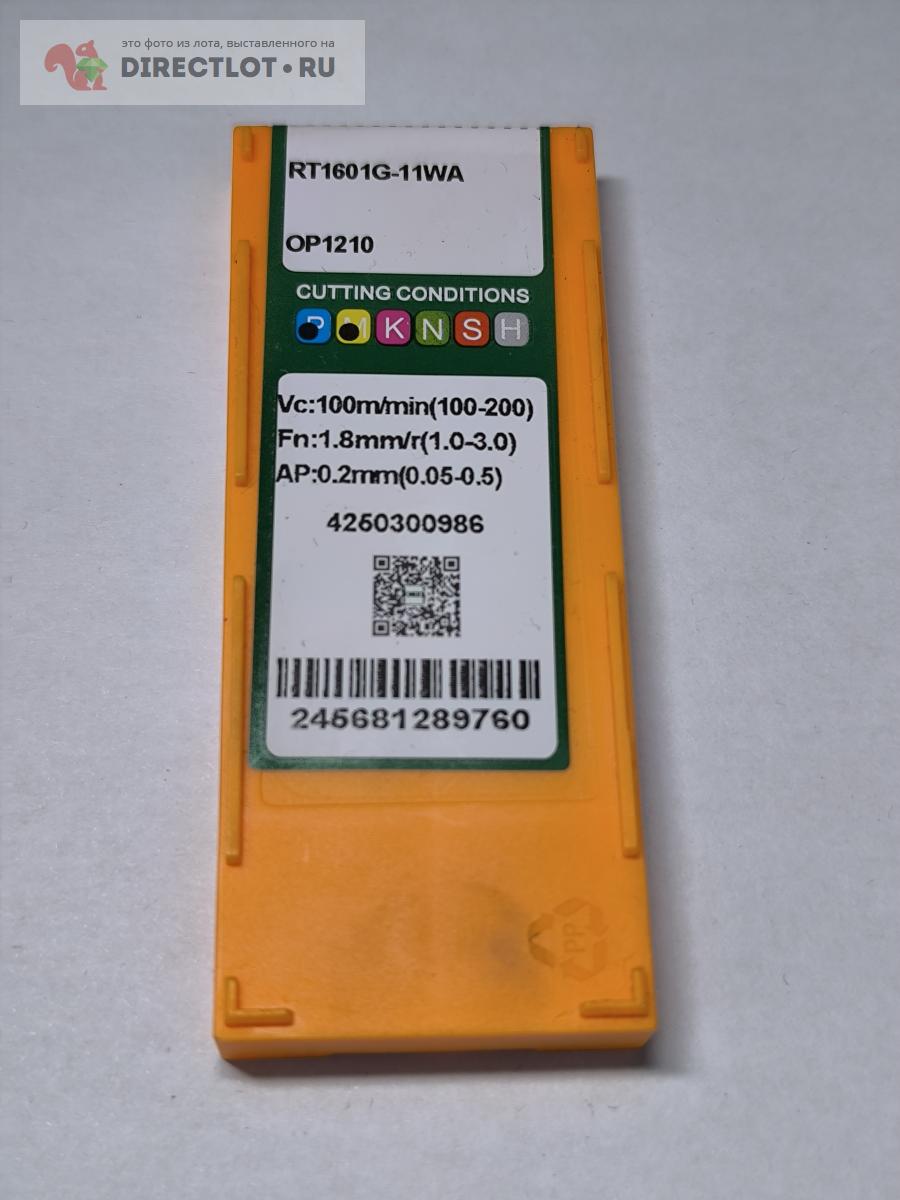 это фото из лота, выставленного на
DIRECTLOT•RU
RT1601G-11WA
OP1210
CUTTING CONDITIONS
P M K N S H
Vc:100m/min(100-200)
Fn:1.8mm/r(1.0-3.0)
AP:0.2mm(0.05-0.5)
4250300986
245681289760
PP